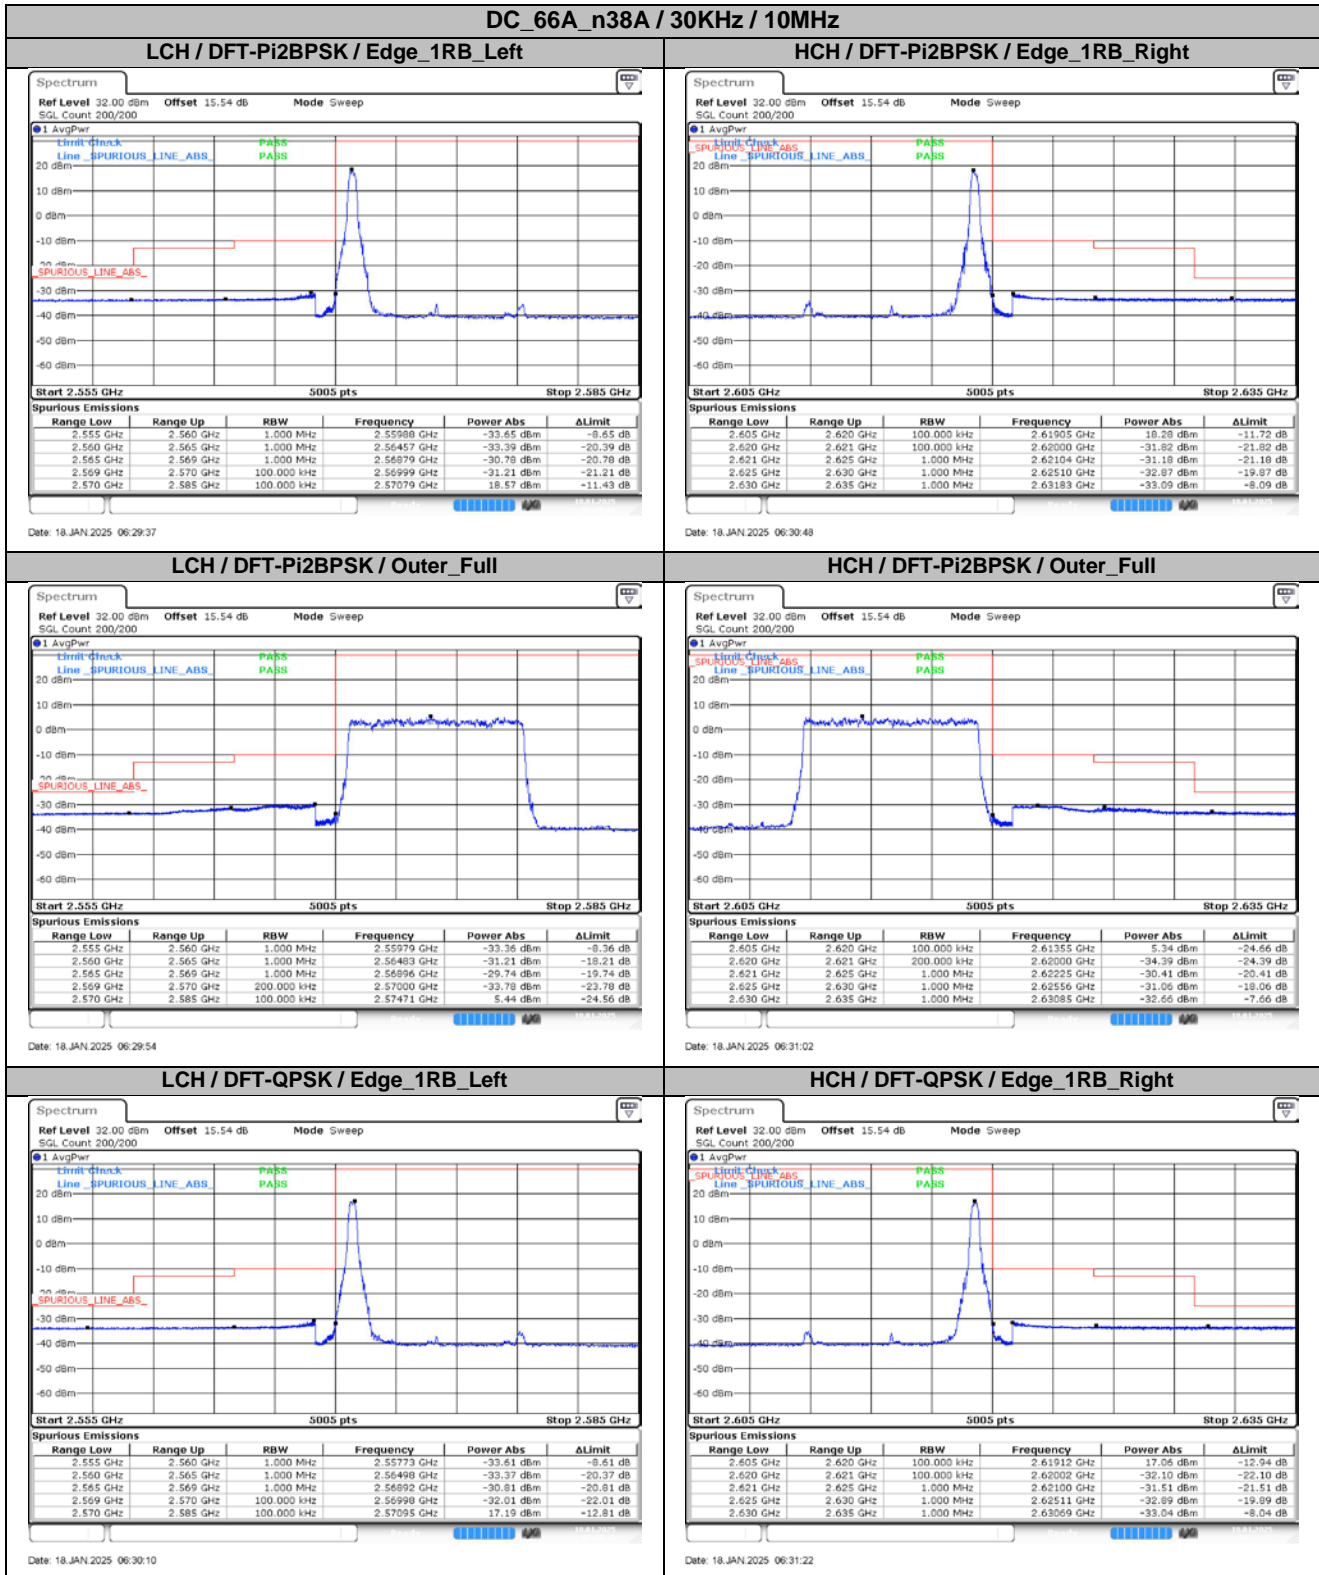 DC_66A_n38A / 30KHz / 10MHz
LCH / DFT-Pi2BPSK / Edge_1RB_Left
Spectrum
Ref Level 32.00 dBm Offset 15.54 dB Mode Sweep
SGL Count 200/200
1 AvgPwr
Limit Check PASS
Line _SPURIOUS_LINE_ABS_ PASS
20 dBm
10 dBm
0 dBm
-10 dBm
-20 dBm
_SPURIOUS_LINE_ABS_
-30 dBm
-40 dBm
-50 dBm
-60 dBm
Start 2.555 GHz 5005 pts Stop 2.585 GHz
Spurious Emissions
Range Low Range Up RBW Frequency Power Abs ΔLimit
2.555 GHz 2.560 GHz 1.000 MHz 2.55988 GHz -33.65 dBm -8.65 dB
2.560 GHz 2.565 GHz 1.000 MHz 2.56457 GHz -33.39 dBm -20.39 dB
2.565 GHz 2.569 GHz 1.000 MHz 2.56879 GHz -30.78 dBm -20.78 dB
2.569 GHz 2.570 GHz 100.000 kHz 2.56999 GHz -31.21 dBm -21.21 dB
2.570 GHz 2.585 GHz 100.000 kHz 2.57079 GHz 18.57 dBm -11.43 dB
Date: 18.JAN.2025 06:29:37
HCH / DFT-Pi2BPSK / Edge_1RB_Right
Spectrum
Ref Level 32.00 dBm Offset 15.54 dB Mode Sweep
SGL Count 200/200
1 AvgPwr
Limit Check PASS
_SPURIOUS_LINE_ABS_
Line _SPURIOUS_LINE_ABS_ PASS
20 dBm
10 dBm
0 dBm
-10 dBm
-20 dBm
-30 dBm
-40 dBm
-50 dBm
-60 dBm
Start 2.605 GHz 5005 pts Stop 2.635 GHz
Spurious Emissions
Range Low Range Up RBW Frequency Power Abs ΔLimit
2.605 GHz 2.620 GHz 100.000 kHz 2.61905 GHz 18.28 dBm -11.72 dB
2.620 GHz 2.621 GHz 100.000 kHz 2.62000 GHz -31.82 dBm -21.82 dB
2.621 GHz 2.625 GHz 1.000 MHz 2.62104 GHz -31.18 dBm -21.18 dB
2.625 GHz 2.630 GHz 1.000 MHz 2.62510 GHz -32.87 dBm -19.87 dB
2.630 GHz 2.635 GHz 1.000 MHz 2.63183 GHz -33.09 dBm -8.09 dB
Date: 18.JAN.2025 06:30:48
LCH / DFT-Pi2BPSK / Outer_Full
Spectrum
Ref Level 32.00 dBm Offset 15.54 dB Mode Sweep
SGL Count 200/200
1 AvgPwr
Limit Check PASS
Line _SPURIOUS_LINE_ABS_ PASS
20 dBm
10 dBm
0 dBm
-10 dBm
-20 dBm
_SPURIOUS_LINE_ABS_
-30 dBm
-40 dBm
-50 dBm
-60 dBm
Start 2.555 GHz 5005 pts Stop 2.585 GHz
Spurious Emissions
Range Low Range Up RBW Frequency Power Abs ΔLimit
2.555 GHz 2.560 GHz 1.000 MHz 2.55979 GHz -33.36 dBm -8.36 dB
2.560 GHz 2.565 GHz 1.000 MHz 2.56483 GHz -31.21 dBm -18.21 dB
2.565 GHz 2.569 GHz 1.000 MHz 2.56896 GHz -29.74 dBm -19.74 dB
2.569 GHz 2.570 GHz 200.000 kHz 2.57000 GHz -33.78 dBm -23.78 dB
2.570 GHz 2.585 GHz 100.000 kHz 2.57471 GHz 5.44 dBm -24.56 dB
Date: 18.JAN.2025 06:29:54
HCH / DFT-Pi2BPSK / Outer_Full
Spectrum
Ref Level 32.00 dBm Offset 15.54 dB Mode Sweep
SGL Count 200/200
1 AvgPwr
Limit Check PASS
_SPURIOUS_LINE_ABS_
Line _SPURIOUS_LINE_ABS_ PASS
20 dBm
10 dBm
0 dBm
-10 dBm
-20 dBm
-30 dBm
-40 dBm
-50 dBm
-60 dBm
Start 2.605 GHz 5005 pts Stop 2.635 GHz
Spurious Emissions
Range Low Range Up RBW Frequency Power Abs ΔLimit
2.605 GHz 2.620 GHz 100.000 kHz 2.61355 GHz 5.34 dBm -24.66 dB
2.620 GHz 2.621 GHz 200.000 kHz 2.62000 GHz -34.39 dBm -24.39 dB
2.621 GHz 2.625 GHz 1.000 MHz 2.62225 GHz -30.41 dBm -20.41 dB
2.625 GHz 2.630 GHz 1.000 MHz 2.62556 GHz -31.06 dBm -18.06 dB
2.630 GHz 2.635 GHz 1.000 MHz 2.63085 GHz -32.66 dBm -7.66 dB
Date: 18.JAN.2025 06:31:02
LCH / DFT-QPSK / Edge_1RB_Left
Spectrum
Ref Level 32.00 dBm Offset 15.54 dB Mode Sweep
SGL Count 200/200
1 AvgPwr
Limit Check PASS
Line _SPURIOUS_LINE_ABS_ PASS
20 dBm
10 dBm
0 dBm
-10 dBm
-20 dBm
_SPURIOUS_LINE_ABS_
-30 dBm
-40 dBm
-50 dBm
-60 dBm
Start 2.555 GHz 5005 pts Stop 2.585 GHz
Spurious Emissions
Range Low Range Up RBW Frequency Power Abs ΔLimit
2.555 GHz 2.560 GHz 1.000 MHz 2.55773 GHz -33.61 dBm -8.61 dB
2.560 GHz 2.565 GHz 1.000 MHz 2.56498 GHz -33.37 dBm -20.37 dB
2.565 GHz 2.569 GHz 1.000 MHz 2.56892 GHz -30.81 dBm -20.81 dB
2.569 GHz 2.570 GHz 100.000 kHz 2.56998 GHz -32.01 dBm -22.01 dB
2.570 GHz 2.585 GHz 100.000 kHz 2.57095 GHz 17.19 dBm -12.81 dB
Date: 18.JAN.2025 06:30:10
HCH / DFT-QPSK / Edge_1RB_Right
Spectrum
Ref Level 32.00 dBm Offset 15.54 dB Mode Sweep
SGL Count 200/200
1 AvgPwr
Limit Check PASS
_SPURIOUS_LINE_ABS_
Line _SPURIOUS_LINE_ABS_ PASS
20 dBm
10 dBm
0 dBm
-10 dBm
-20 dBm
-30 dBm
-40 dBm
-50 dBm
-60 dBm
Start 2.605 GHz 5005 pts Stop 2.635 GHz
Spurious Emissions
Range Low Range Up RBW Frequency Power Abs ΔLimit
2.605 GHz 2.620 GHz 100.000 kHz 2.61912 GHz 17.06 dBm -12.94 dB
2.620 GHz 2.621 GHz 100.000 kHz 2.62002 GHz -32.10 dBm -22.10 dB
2.621 GHz 2.625 GHz 1.000 MHz 2.62100 GHz -31.51 dBm -21.51 dB
2.625 GHz 2.630 GHz 1.000 MHz 2.62511 GHz -32.89 dBm -19.89 dB
2.630 GHz 2.635 GHz 1.000 MHz 2.63069 GHz -33.04 dBm -8.04 dB
Date: 18.JAN.2025 06:31:22